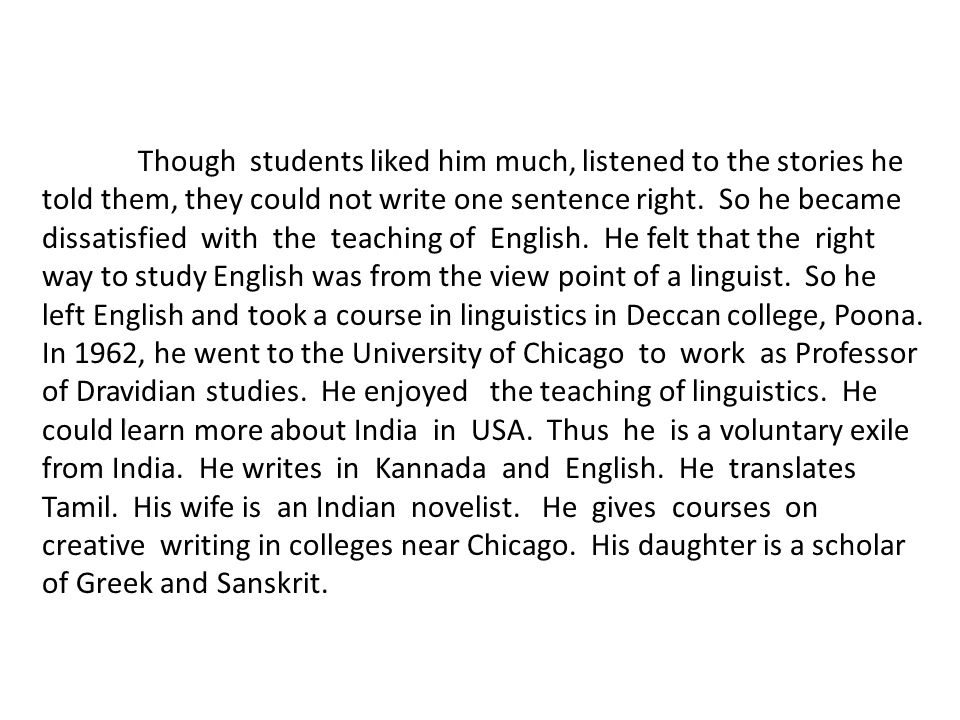 Though students liked him much, listened to the stories he
told them, they could not write one sentence right. So he became
dissatisfied with the teaching of English. He felt that the right
way to study English was from the view point of a linguist. So he
left English and took a course in linguistics in Deccan college, Poona.
In 1962, he went to the University of Chicago to work as Professor
of Dravidian studies. He enjoyed the teaching of linguistics. He
could learn more about India in USA. Thus he is a voluntary exile
from India. He writes in Kannada and English. He translates
Tamil. His wife is an Indian novelist. He gives courses on
creative writing in colleges near Chicago. His daughter is a scholar
of Greek and Sanskrit.